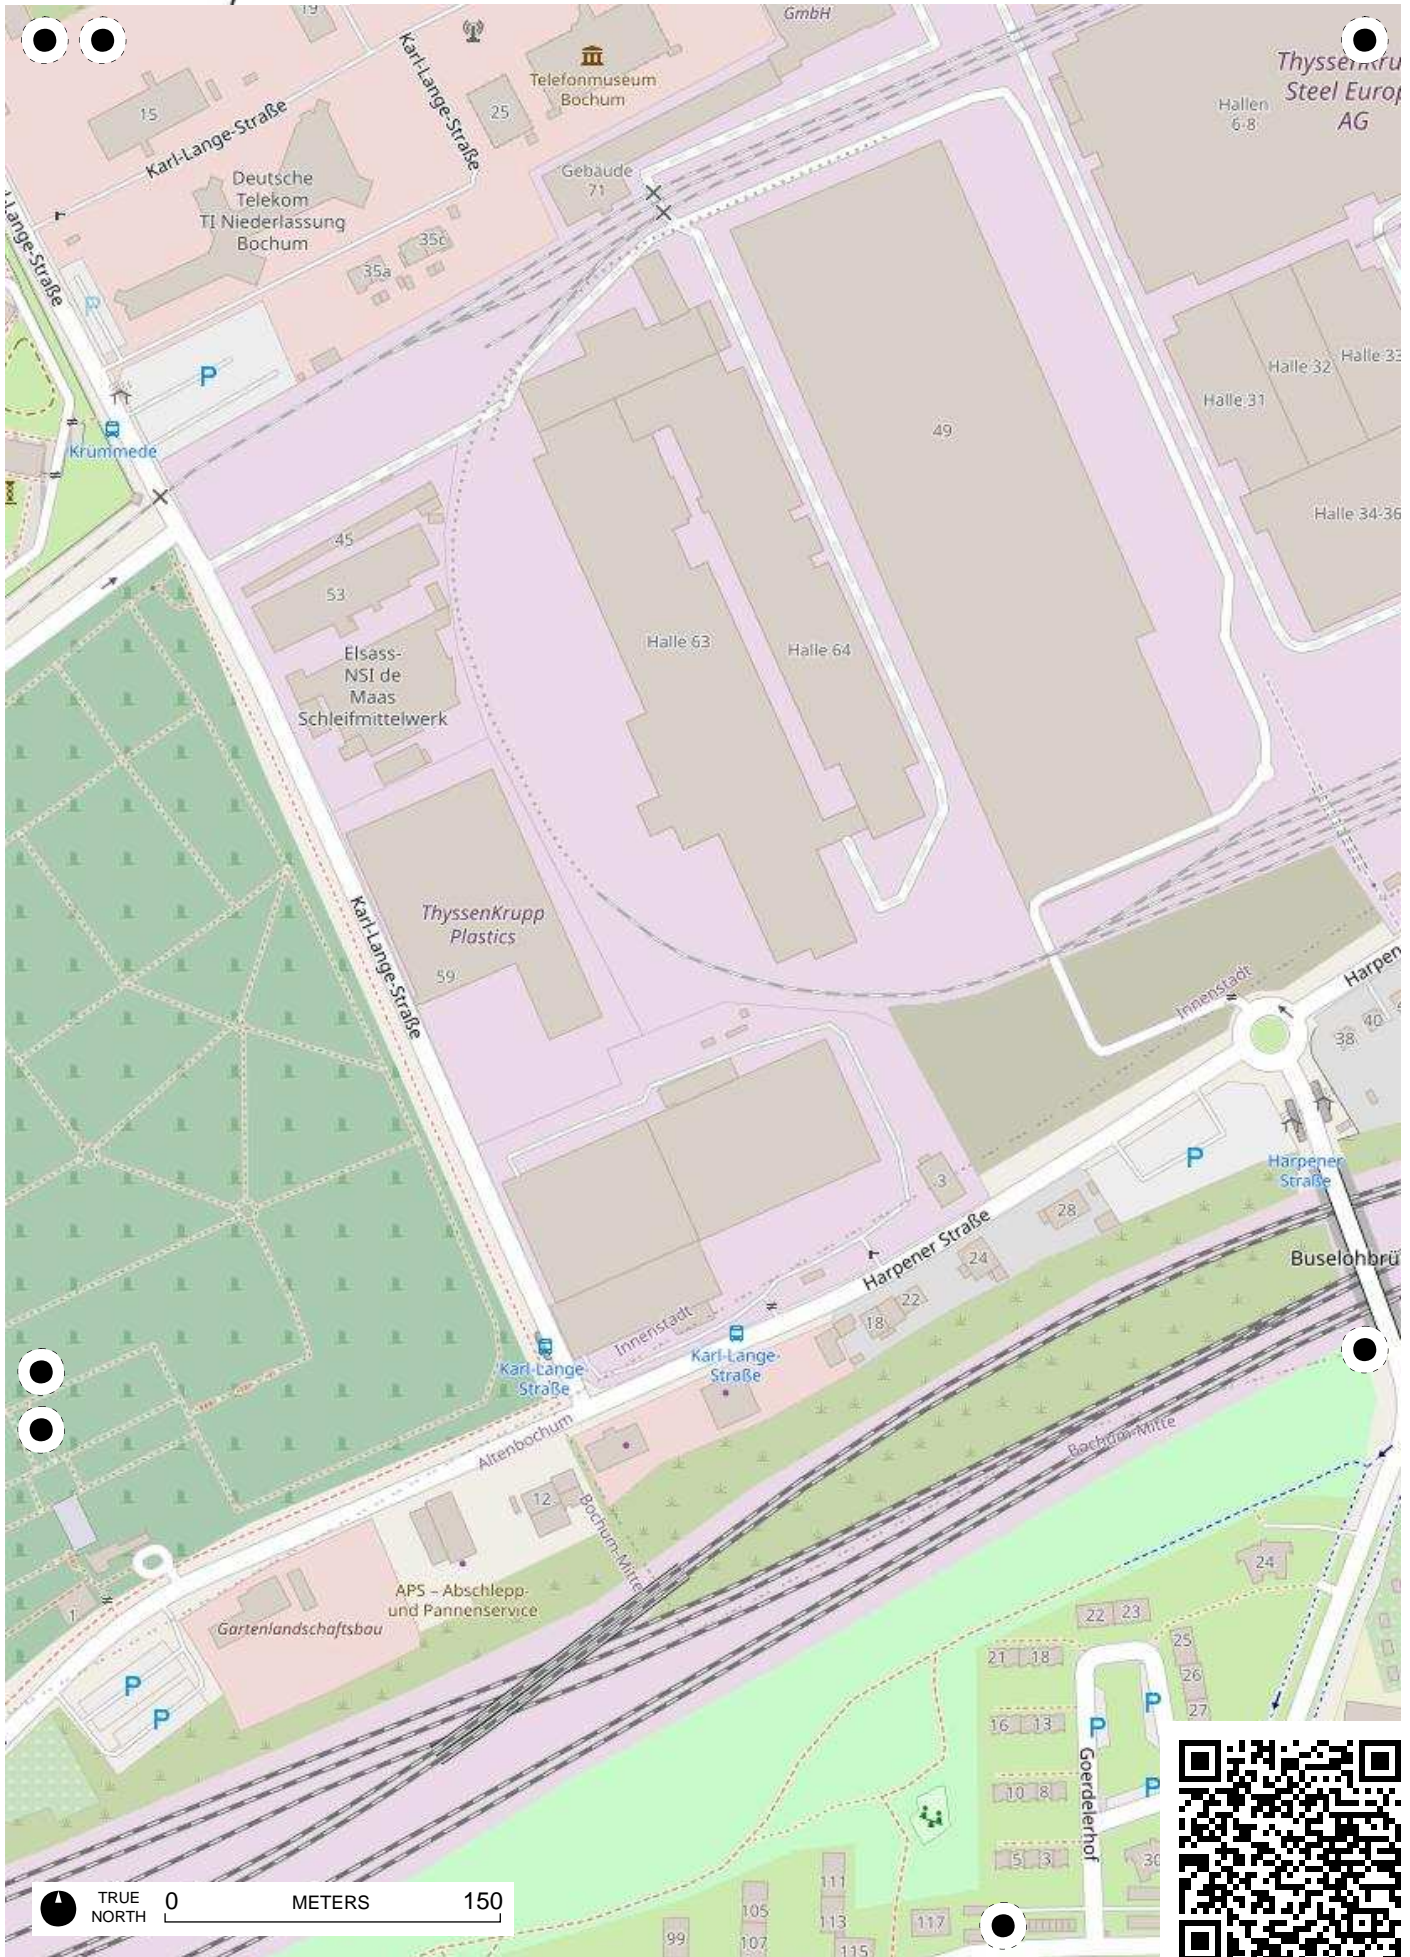 19
GmbH
Karl-Lange-Straße
Telefonmuseum
Bochum
ThyssenKru
Steel Europ
AG
Hallen
6-8
15
25
Karl-Lange-Straße
Deutsche
Telekom
TI Niederlassung
Bochum
Gebäude
71
35c
35a
-Lange-Straße
P
P
Krümmede
Halle 31
Halle 32
Halle 33
Halle 34-36
49
45
53
Elsass-
NSI de
Maas
Schleifmittelwerk
Halle 63
Halle 64
Karl-Lange-Straße
ThyssenKrupp
Plastics
59
Innenstadt
Harpen
38
40
P
Harpener
Straße
3
28
Harpener Straße
24
22
18
Buselohbrü
Innenstadt
Karl-Lange-
Straße
Karl-Lange-
Straße
Altenbochum
Bochum-Mitte
12
Bochum-Mitte
APS – Abschlepp-
und Pannenservice
1
Gartenlandschaftsbau
P
P
24
22
23
21
18
25
26
27
16
13
P
P
10
8
P
Goerdelerhof
5
3
30
111
105
113
117
99
107
115
TRUE
NORTH
0
METERS
150